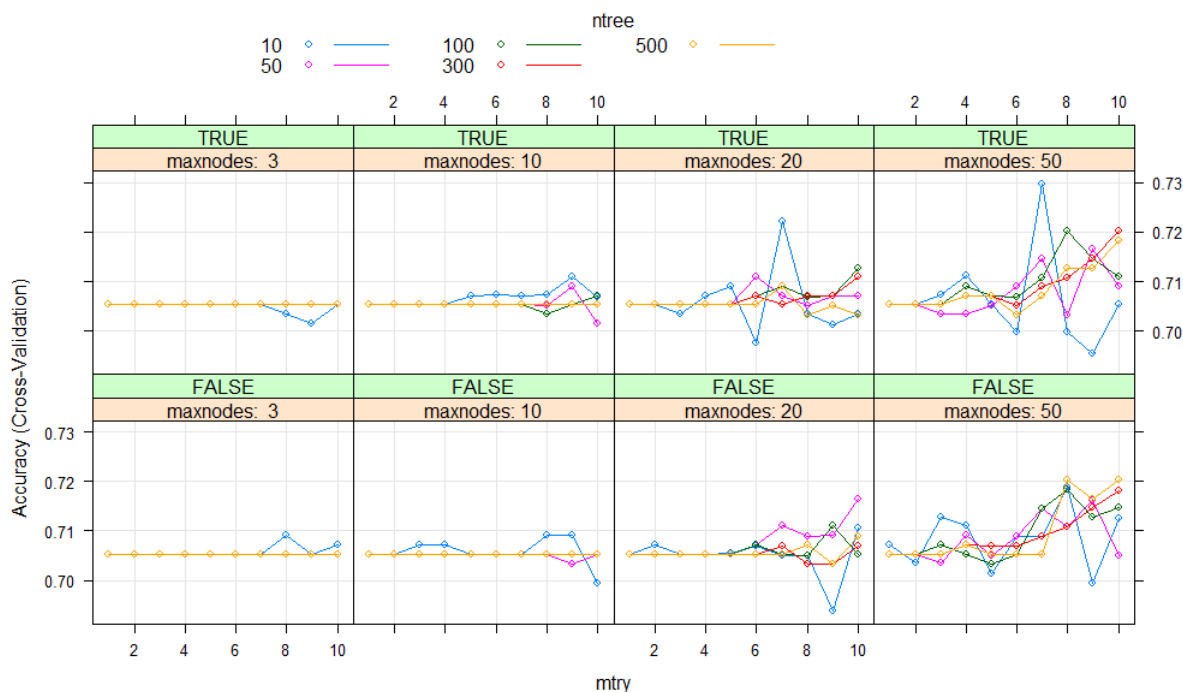 ntree
10 100 500
50 300
2 4 6 8 10 2 4 6 8 10
TRUE TRUE TRUE TRUE
maxnodes: 3 maxnodes: 10 maxnodes: 20 maxnodes: 50
0.73
0.72
0.71
0.70
FALSE FALSE FALSE FALSE
maxnodes: 3 maxnodes: 10 maxnodes: 20 maxnodes: 50
Accuracy (Cross-Validation)
0.73
0.72
0.71
0.70
2 4 6 8 10 2 4 6 8 10
mtry